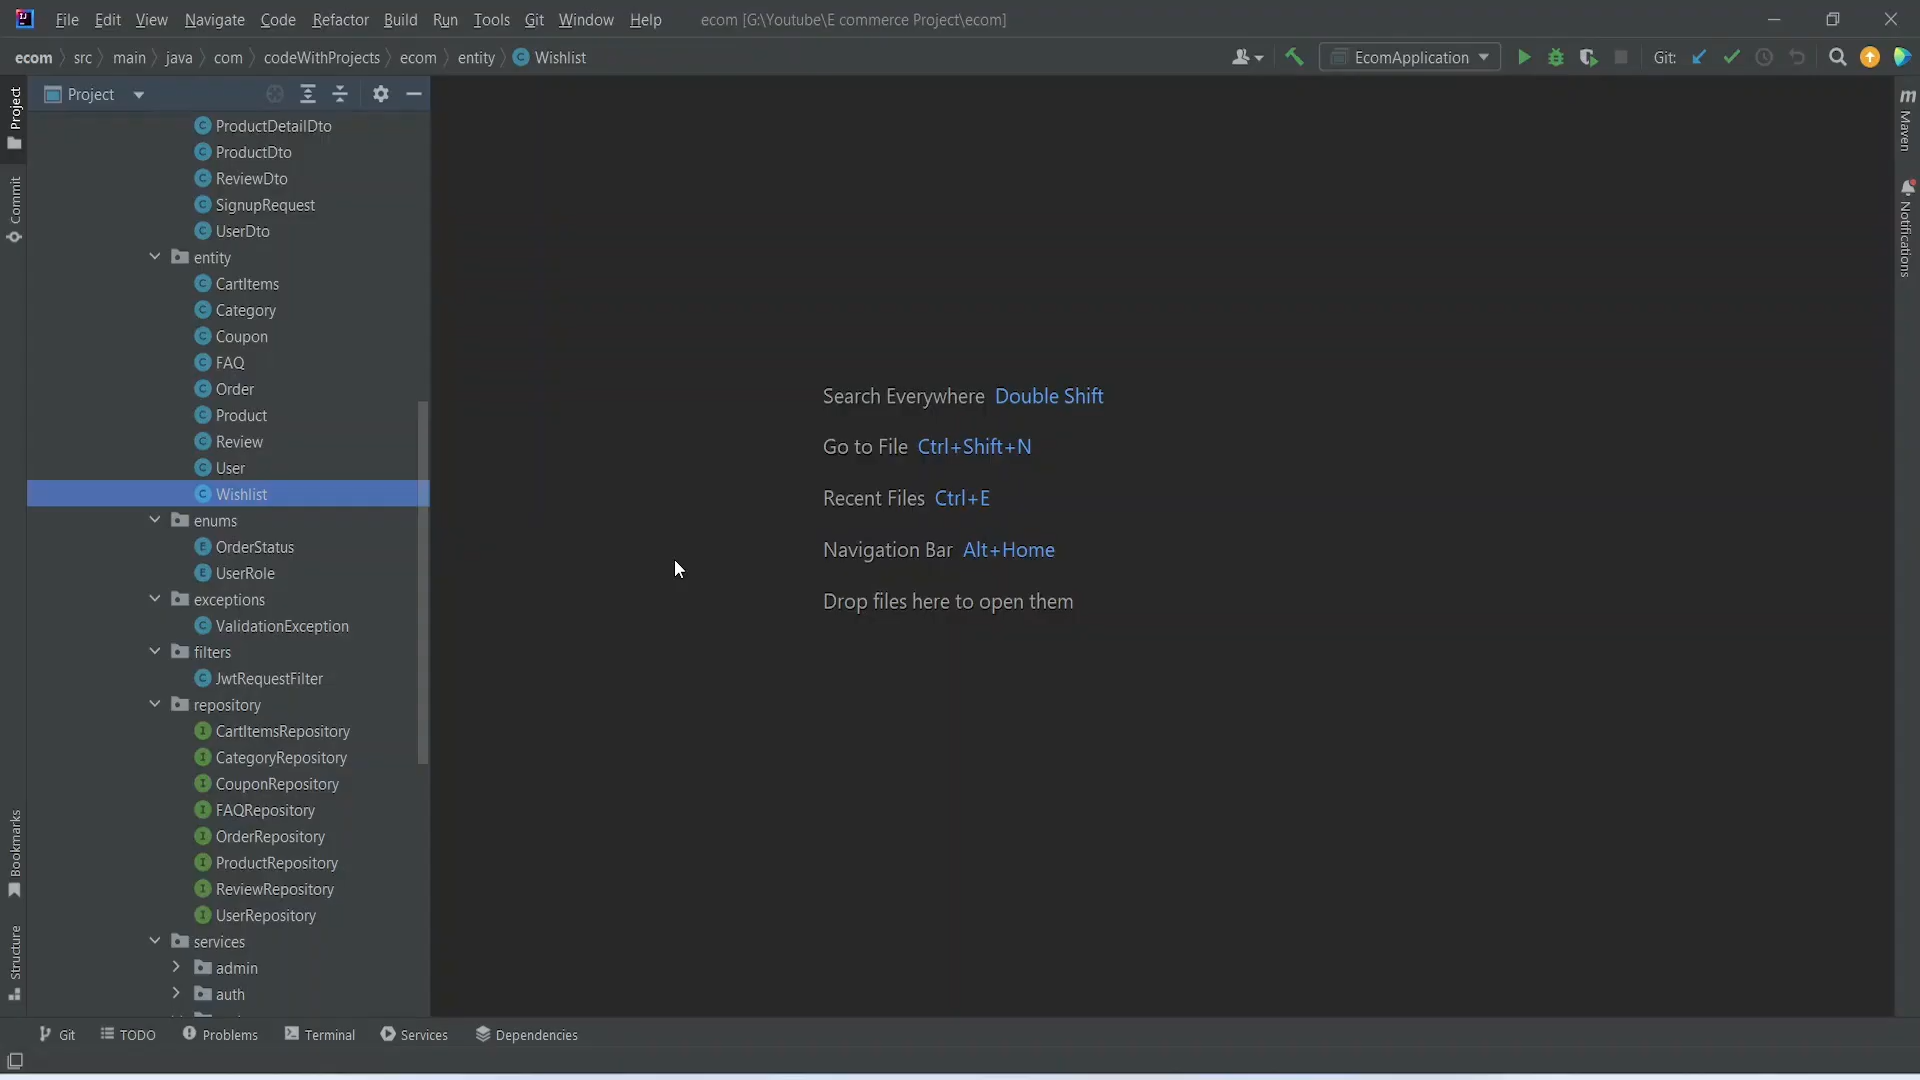 File Edit View Navigate Code Refactor Build Run Tools Git Window Help ecom [G:\Youtube\E commerce Project\ecom]
ecom src main java com codeWithProjects ecom entity Wishlist EcomApplication Git:
Project
ProductDetailDto
ProductDto
ReviewDto
SignupRequest
UserDto
entity
CartItems
Category
Coupon
FAQ
Order
Product
Review
User
Wishlist
enums
OrderStatus
UserRole
exceptions
ValidationException
filters
JwtRequestFilter
repository
CartItemsRepository
CategoryRepository
CouponRepository
FAQRepository
OrderRepository
ProductRepository
ReviewRepository
UserRepository
services
admin
auth
Search Everywhere Double Shift
Go to File Ctrl+Shift+N
Recent Files Ctrl+E
Navigation Bar Alt+Home
Drop files here to open them
Project
Commit
Bookmarks
Structure
m
Maven
Notifications
Git TODO Problems Terminal Services Dependencies